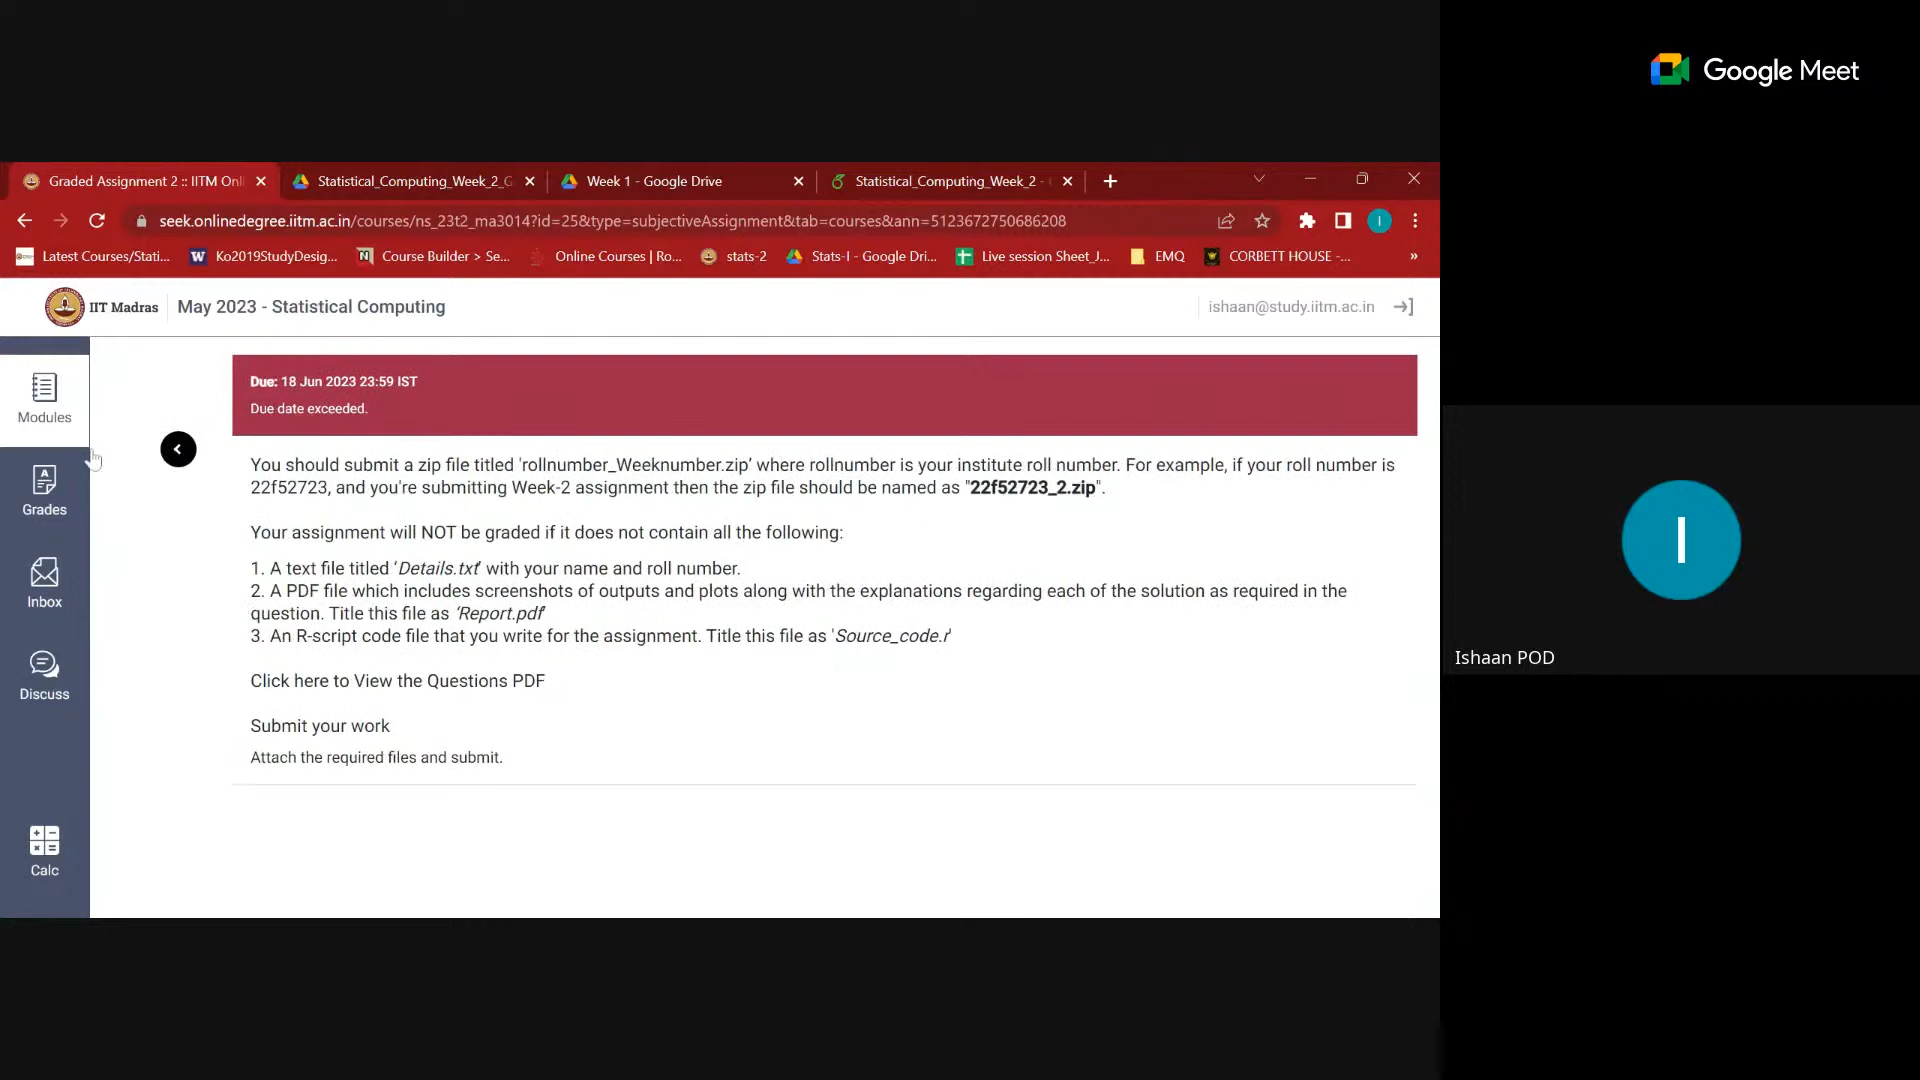 Google Meet
Graded Assignment 2 :: IITM Onl
Statistical_Computing_Week_2_G
Week 1 - Google Drive
Statistical_Computing_Week_2 -
seek.onlinedegree.iitm.ac.in/courses/ns_23t2_ma3014?id=25&type=subjectiveAssignment&tab=courses&ann=5123672750686208
I
Latest Courses/Stati...
Ko2019StudyDesig...
Course Builder > Se...
Online Courses | Ro...
stats-2
Stats-I - Google Dri...
Live session Sheet_J...
EMQ
CORBETT HOUSE -...
»
IIT Madras
May 2023 - Statistical Computing
ishaan@study.iitm.ac.in
Modules
Grades
Inbox
Discuss
Calc
Due: 18 Jun 2023 23:59 IST
Due date exceeded.
You should submit a zip file titled 'rollnumber_Weeknumber.zip’ where rollnumber is your institute roll number. For example, if your roll number is
22f52723, and you're submitting Week-2 assignment then the zip file should be named as "22f52723_2.zip".
Your assignment will NOT be graded if it does not contain all the following:
1. A text file titled ‘Details.txt’ with your name and roll number.
2. A PDF file which includes screenshots of outputs and plots along with the explanations regarding each of the solution as required in the
question. Title this file as ‘Report.pdf’
3. An R-script code file that you write for the assignment. Title this file as 'Source_code.r'
Click here to View the Questions PDF
Submit your work
Attach the required files and submit.
I
Ishaan POD